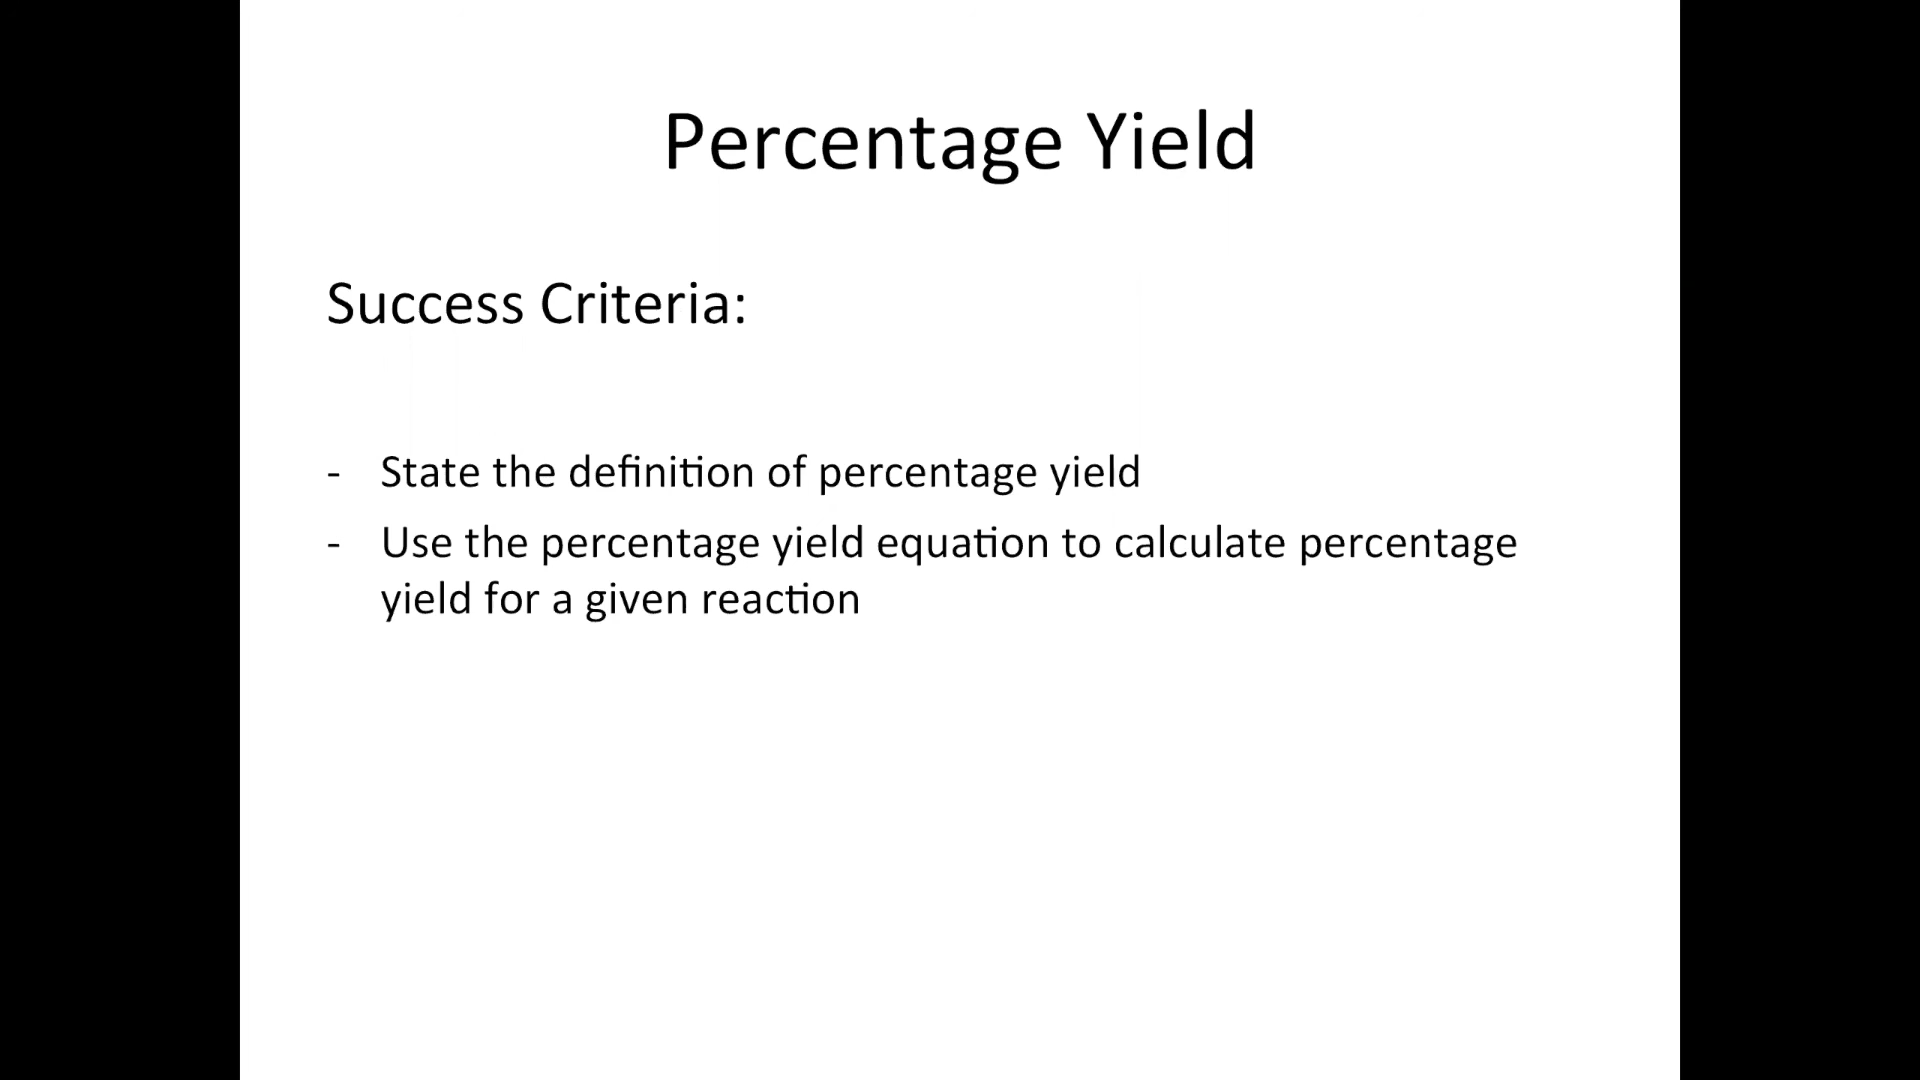 Percentage Yield
Success Criteria:
- State the definition of percentage yield
- Use the percentage yield equation to calculate percentage
yield for a given reaction